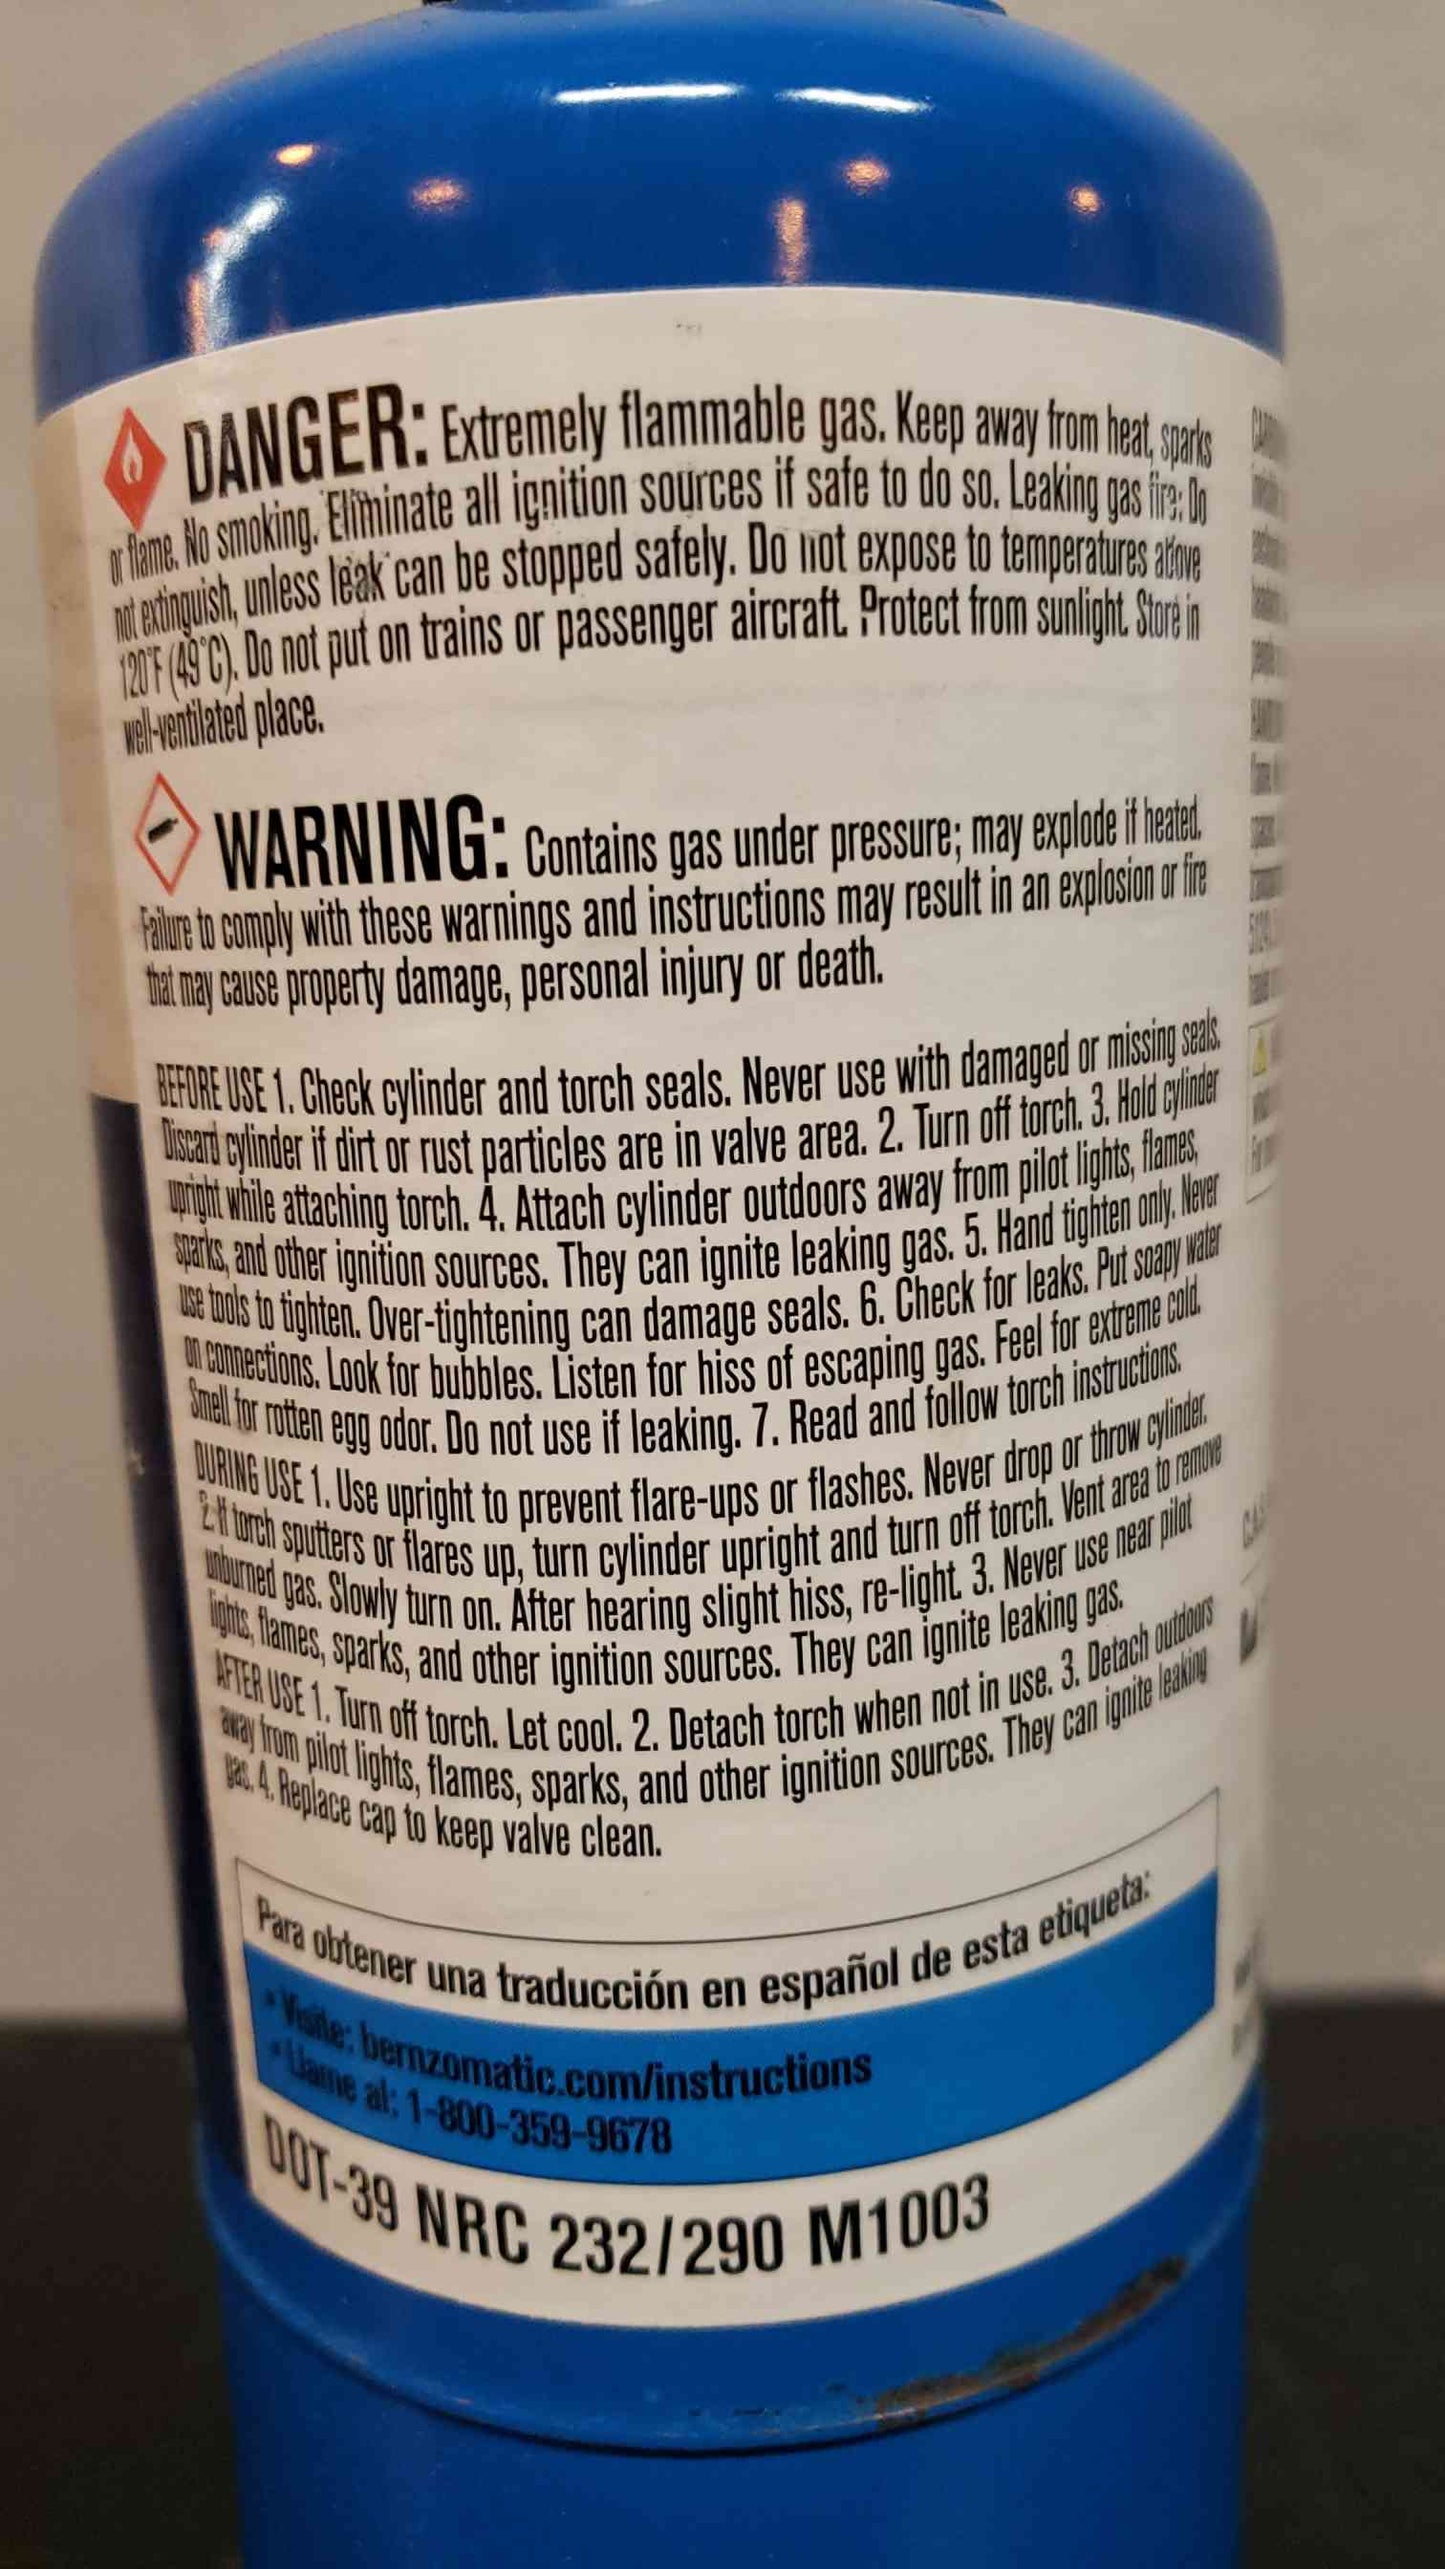 DANGER: Extremely flammable gas. Keep away from heat, sparks
or flame. No smoking. Eliminate all ignition sources if safe to do so. Leaking gas fire: Do
not extinguish, unless leak can be stopped safely. Do not expose to temperatures above
120°F (49°C). Do not put on trains or passenger aircraft. Protect from sunlight. Store in
well-ventilated place.
WARNING: Contains gas under pressure; may explode if heated.
Failure to comply with these warnings and instructions may result in an explosion or fire
that may cause property damage, personal injury or death.
BEFORE USE 1. Check cylinder and torch seals. Never use with damaged or missing seals.
Discard cylinder if dirt or rust particles are in valve area. 2. Turn off torch. 3. Hold cylinder
upright while attaching torch. 4. Attach cylinder outdoors away from pilot lights, flames,
sparks, and other ignition sources. They can ignite leaking gas. 5. Hand tighten only. Never
use tools to tighten. Over-tightening can damage seals. 6. Check for leaks. Put soapy water
on connections. Look for bubbles. Listen for hiss of escaping gas. Feel for extreme cold.
Smell for rotten egg odor. Do not use if leaking. 7. Read and follow torch instructions.
DURING USE 1. Use upright to prevent flare-ups or flashes. Never drop or throw cylinder.
2. If torch sputters or flares up, turn cylinder upright and turn off torch. Vent area to remove
unburned gas. Slowly turn on. After hearing slight hiss, re-light. 3. Never use near pilot
lights, flames, sparks, and other ignition sources. They can ignite leaking gas.
AFTER USE 1. Turn off torch. Let cool. 2. Detach torch when not in use. 3. Detach outdoors
away from pilot lights, flames, sparks, and other ignition sources. They can ignite leaking
gas. 4. Replace cap to keep valve clean.
Para obtener una traducción en español de esta etiqueta:
• Visite: bernzomatic.com/instructions
• Llame al: 1-800-359-9678
DOT-39 NRC 232/290 M1003